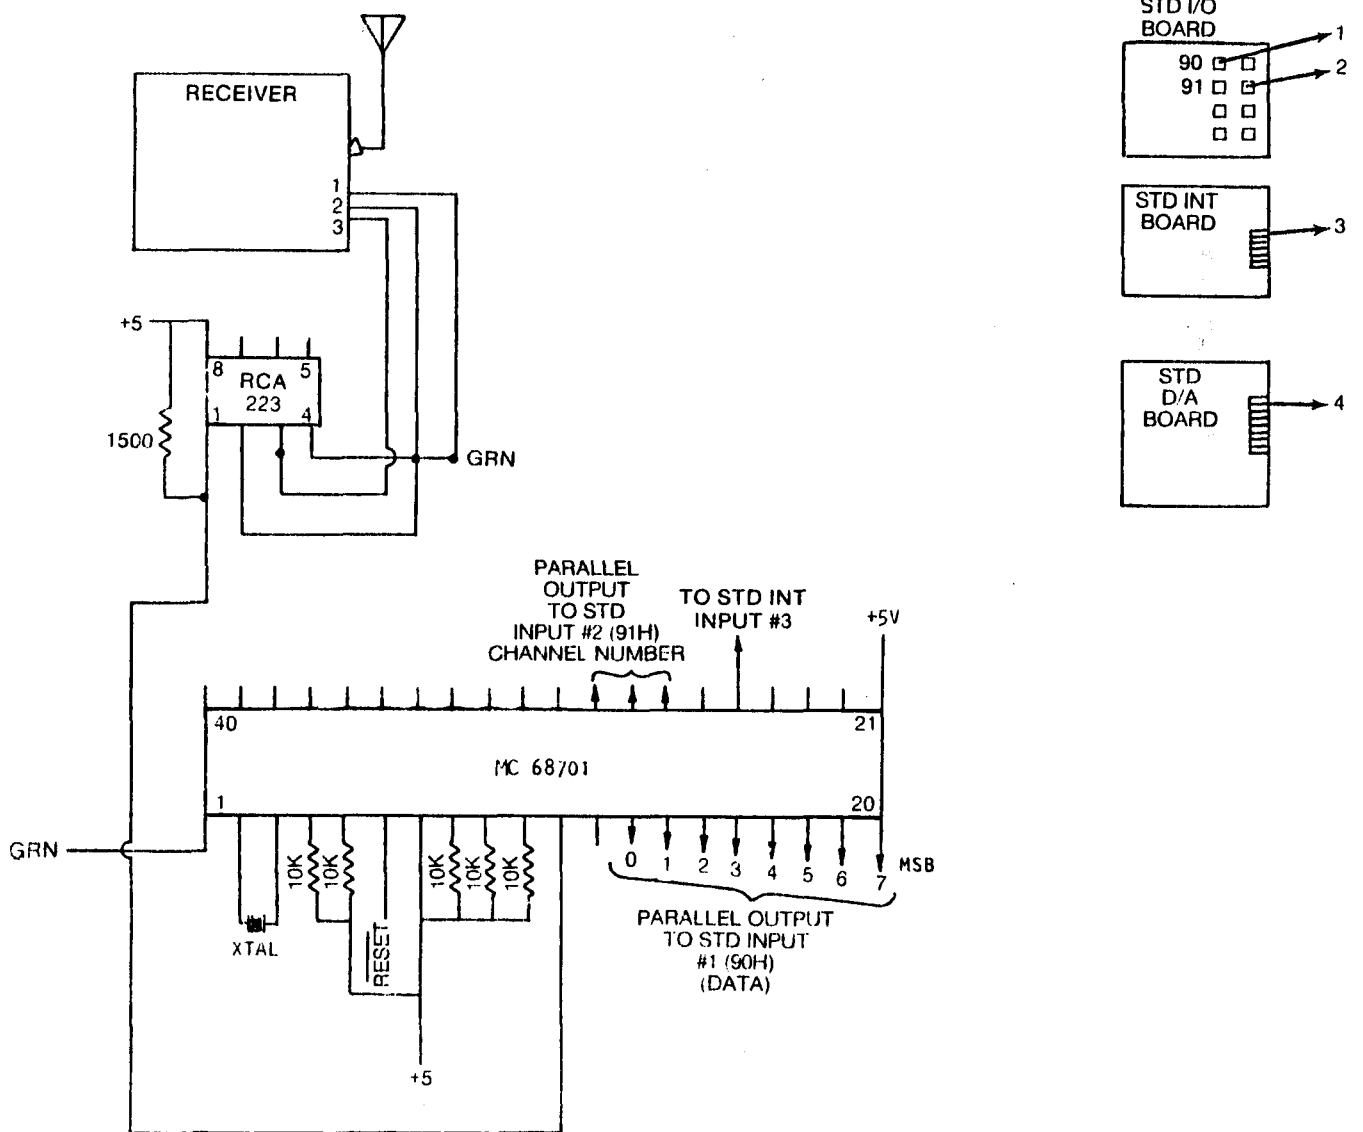 RECEIVER
1
2
3
+5
8
5
RCA
223
1
4
1500
GRN
PARALLEL
OUTPUT
TO STD
INPUT #2 (91H)
CHANNEL NUMBER
TO STD INT
INPUT #3
+5V
40
21
MC 68701
1
20
GRN
XTAL
10K
10K
RESET
10K
10K
10K
+5
0
1
2
3
4
5
6
7
MSB
PARALLEL OUTPUT
TO STD INPUT
#1 (90H)
(DATA)
STD I/O
BOARD
90
91
1
2
STD INT
BOARD
3
STD
D/A
BOARD
4